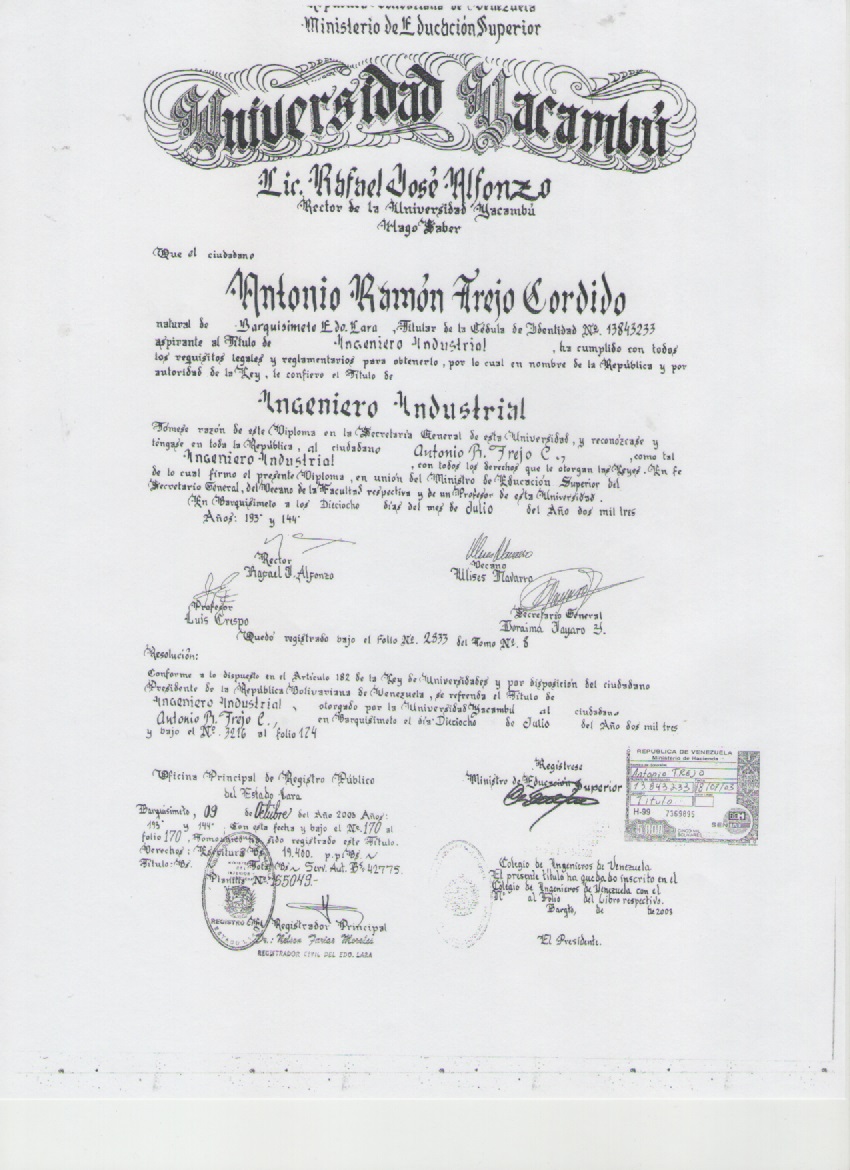 República Bolivariana de Venezuela
Ministerio de Educación Superior
Universidad Yacambú
Lic. Rafael José Alfonzo
Rector de la Universidad Yacambú
Hago Saber
Que el ciudadano
Antonio Ramón Trejo Cordido
natural de Barquisimeto Edo. Lara , Titular de la Cédula de Identidad Nº. 13843233
aspirante al Título de Ingeniero Industrial , ha cumplido con todos
los requisitos legales y reglamentarios para obtenerlo, por lo cual en nombre de la República y por
autoridad de la Ley, le confiere el Título de
Ingeniero Industrial
Tómese razón de este Diploma en la Secretaría General de esta Universidad, y reconózcase y
téngase en toda la República, al ciudadano Antonio R. Trejo C., ,como tal
Ingeniero Industrial , con todos los derechos que le otorgan las Leyes. En fe
de lo cual firmo el presente Diploma, en unión del Ministro de Educación Superior del
Secretario General, del Decano de la Facultad respectiva y de un Profesor de esta Universidad.
En Barquisimeto a los Dieciocho días del mes de Julio del Año dos mil tres
Años: 193° y 144°
Rector
Rafael J. Alfonzo
Decano
Ulises Navarro
Profesor
Luis Crespo
Secretario General
Doraima Jayaro Y.
Quedó registrado bajo el folio Nº. 2533 del Tomo Nº. 8
Resolución:
Conforme a lo dispuesto en el Artículo 182 de la Ley de Universidades y por disposición del ciudadano
Presidente de la República Bolivariana de Venezuela, se refrenda el Título de
Ingeniero Industrial , otorgado por la Universidad Yacambú al ciudadano
Antonio R. Trejo C., en Barquisimeto el día Dieciocho de Julio del Año dos mil tres
y bajo el Nº. 7216 al folio 124
Regístrese
Ministro de Educación Superior
REPUBLICA DE VENEZUELA
Ministerio de Hacienda
Antonio TREJO
13.843.233
Título
H-99 7569895
Oficina Principal de Registro Público
del Estado Lara
Barquisimeto, 09 de Octubre del Año 2003 Años:
193° y 144° Con esta fecha y bajo el Nº. 170 al
folio 170 , Tomo ha sido registrado este Título.
Derechos: Escritura Bs. 19.400. p.p: Bs
Título: Bs. Total Bs Serv. Aut. Bs 42775.
Planilla Nº
Registrador Principal
Dr.: Nelson Farias Morales
REGISTRADOR CIVIL DEL EDO. LARA
Colegio de Ingenieros de Venezuela
El presente título ha quedado inscrito en el
Colegio de Ingenieros de Venezuela con el
Nº. al Folio del Libro respectivo.
Barqto, de de 2003
El Presidente.